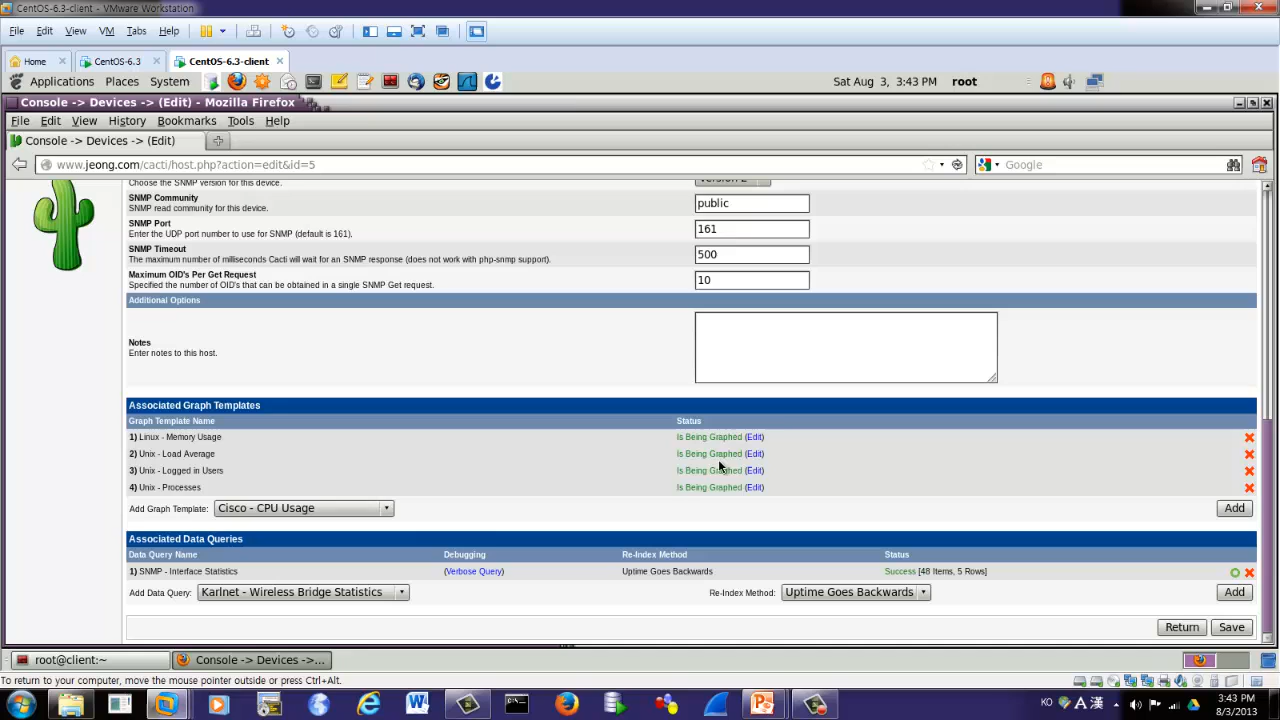 CentOS-6.3-client - VMware Workstation
File Edit View VM Tabs Help
Home CentOS-6.3 CentOS-6.3-client
Applications Places System Sat Aug 3, 3:43 PM root
Console -> Devices -> (Edit) - Mozilla Firefox
File Edit View History Bookmarks Tools Help
Console -> Devices -> (Edit)
www.jeong.com/cacti/host.php?action=edit&id=5 Google
Choose the SNMP version for this device. Version 2
SNMP Community
SNMP read community for this device. public
SNMP Port
Enter the UDP port number to use for SNMP (default is 161). 161
SNMP Timeout
The maximum number of milliseconds Cacti will wait for an SNMP response (does not work with php-snmp support). 500
Maximum OID's Per Get Request
Specified the number of OID's that can be obtained in a single SNMP Get request. 10
Additional Options
Notes
Enter notes to this host.
Associated Graph Templates
Graph Template Name Status
1) Linux - Memory Usage Is Being Graphed (Edit)
2) Unix - Load Average Is Being Graphed (Edit)
3) Unix - Logged in Users Is Being Graphed (Edit)
4) Unix - Processes Is Being Graphed (Edit)
Add Graph Template: Cisco - CPU Usage Add
Associated Data Queries
Data Query Name Debugging Re-Index Method Status
1) SNMP - Interface Statistics (Verbose Query) Uptime Goes Backwards Success [48 Items, 5 Rows]
Add Data Query: Karlnet - Wireless Bridge Statistics Re-Index Method: Uptime Goes Backwards Add
Return Save
root@client:~ Console -> Devices ->...
To return to your computer, move the mouse pointer outside or press Ctrl+Alt.
KO A 漢 3:43 PM
8/3/2013